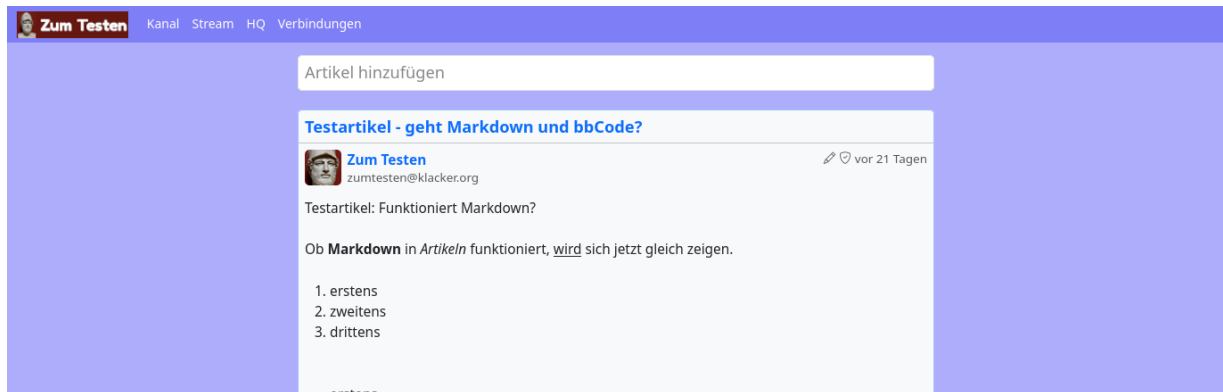 Zum Testen Kanal Stream HQ Verbindungen
Artikel hinzufügen
Testartikel - geht Markdown und bbCode?
Zum Testen
vor 21 Tagen
zumtesten@klacker.org
Testartikel: Funktioniert Markdown?
Ob Markdown in Artikeln funktioniert, wird sich jetzt gleich zeigen.
1. erstens
2. zweitens
3. drittens